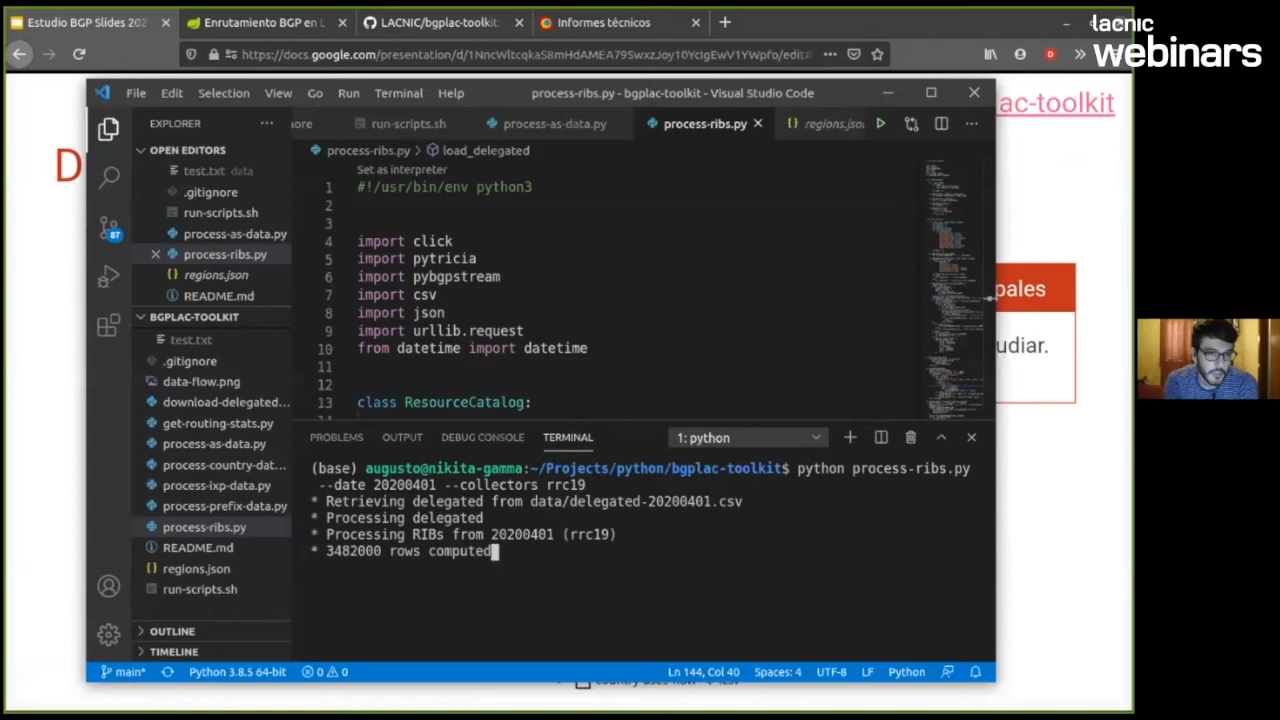 Estudio BGP Slides 202
Enrutamiento BGP en L
LACNIC/bgplac-toolkit:
Informes técnicos
lacnic
webinars
https://docs.google.com/presentation/d/1NncWltcqkaS8mHdAMEA79SwxzJoy10YcIgEwV1YWpfo/edit#
File Edit Selection View Go Run Terminal Help
process-ribs.py - bgplac-toolkit - Visual Studio Code
ac-toolkit
D
EXPLORER
ore
run-scripts.sh
process-as-data.py
process-ribs.py
regions.json
OPEN EDITORS
test.txt data
.gitignore
run-scripts.sh
process-as-data.py
process-ribs.py
regions.json
README.md
BGPLAC-TOOLKIT
test.txt
.gitignore
data-flow.png
download-delegated...
get-routing-stats.py
process-as-data.py
process-country-dat...
process-ixp-data.py
process-prefix-data.py
process-ribs.py
README.md
regions.json
run-scripts.sh
OUTLINE
TIMELINE
87
process-ribs.py > load_delegated
Set as interpreter
1 #!/usr/bin/env python3
2
3
4 import click
5 import pytricia
6 import pybgpstream
7 import csv
8 import json
9 import urllib.request
10 from datetime import datetime
11
12
13 class ResourceCatalog:
pales
udiar.
PROBLEMS OUTPUT DEBUG CONSOLE TERMINAL
1: python
(base) augusto@nikita-gamma:~/Projects/python/bgplac-toolkit$ python process-ribs.py
--date 20200401 --collectors rrc19
* Retrieving delegated from data/delegated-20200401.csv
* Processing delegated
* Processing RIBs from 20200401 (rrc19)
* 3482000 rows computed
main* Python 3.8.5 64-bit 0 0
Ln 144, Col 40 Spaces: 4 UTF-8 LF Python